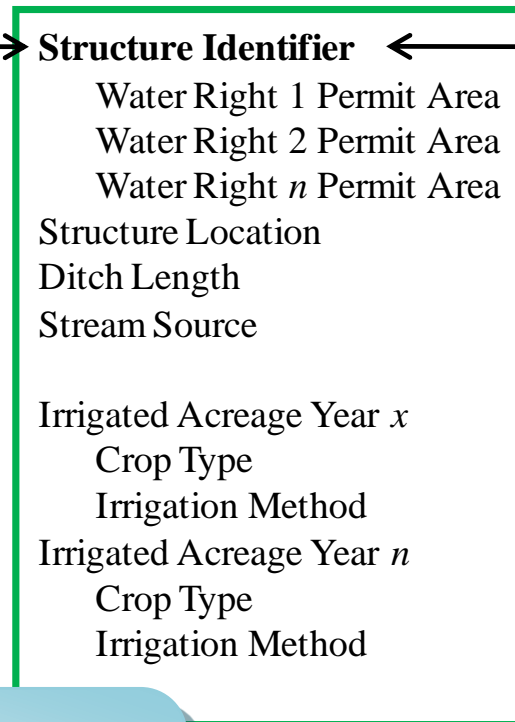 Structure Identifier
Water Right 1 Permit Area
Water Right 2 Permit Area
Water Right n Permit Area
Structure Location
Ditch Length
Stream Source
Irrigated Acreage Year x
Crop Type
Irrigation Method
Irrigated Acreage Year n
Crop Type
Irrigation Method